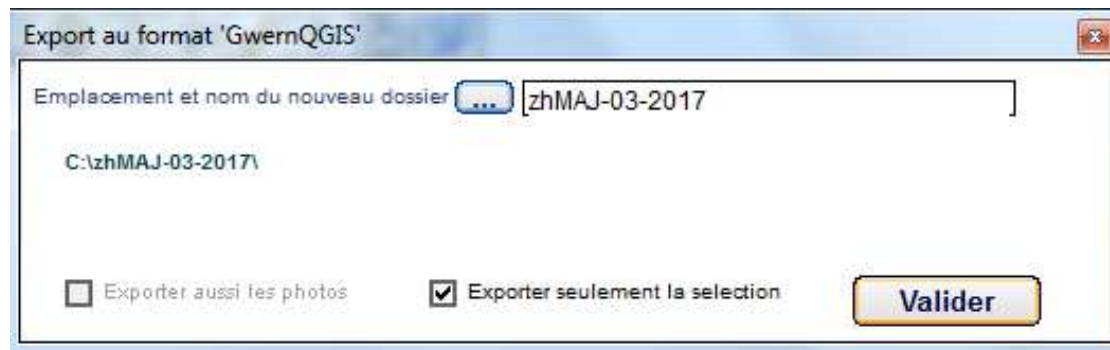 Export au format 'GwernQGIS'
Emplacement et nom du nouveau dossier ... zhMAJ-03-2017
C:\zhMAJ-03-2017\
Exporter aussi les photos Exporter seulement la selection Valider